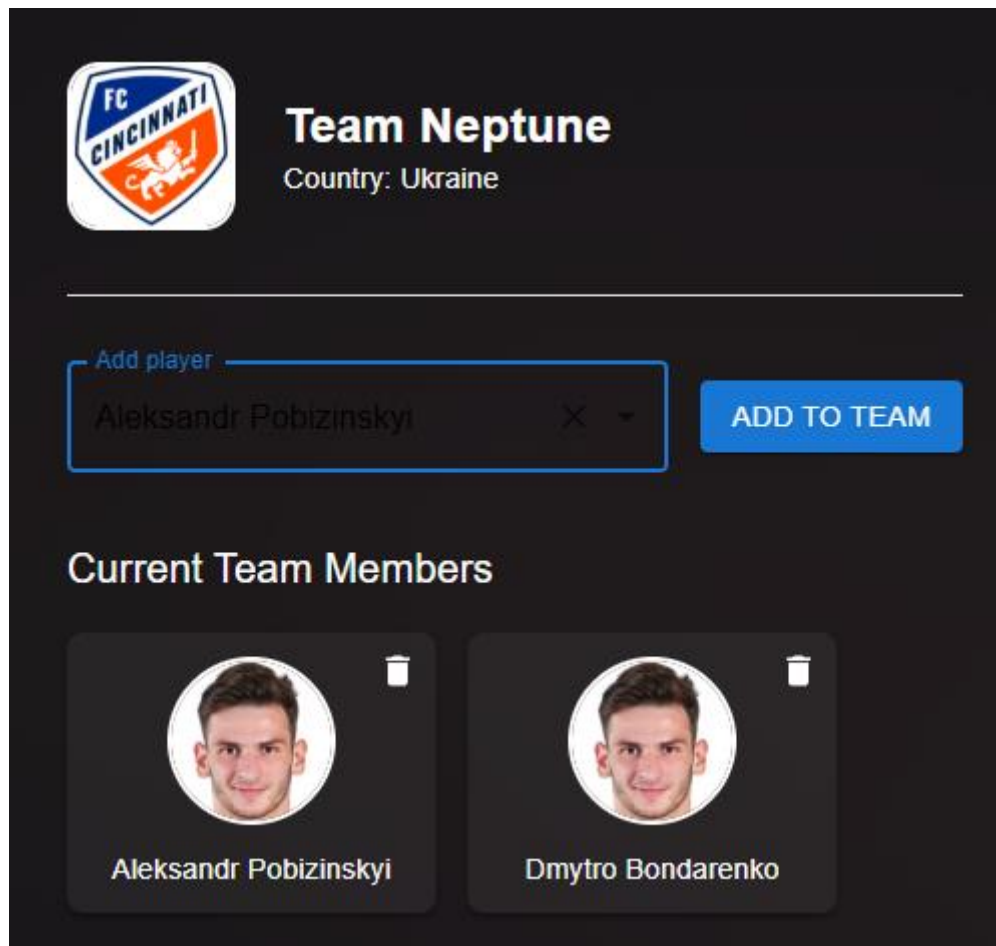 FC
CINCINNATI
Team Neptune
Country: Ukraine
Add player
Aleksandr Pobizinskyi
ADD TO TEAM
Current Team Members
Aleksandr Pobizinskyi
Dmytro Bondarenko